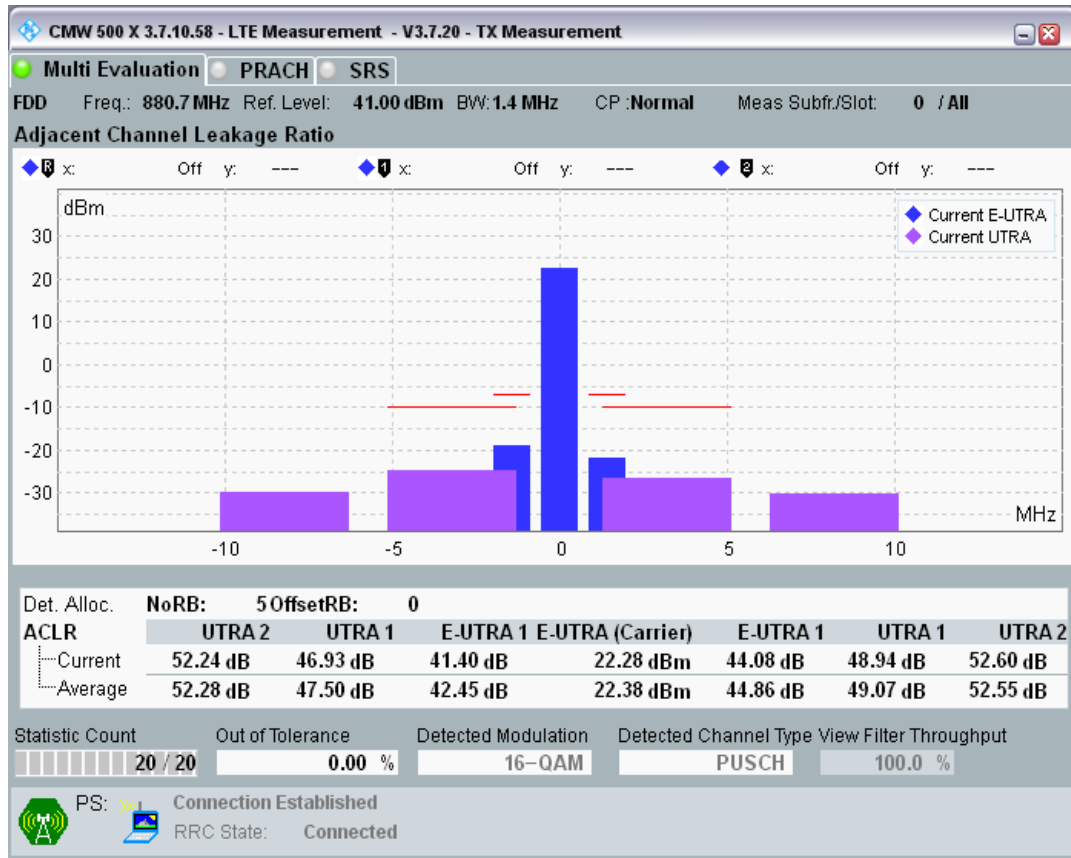 CMW 500 X 3.7.10.58 - LTE Measurement - V3.7.20 - TX Measurement
Multi Evaluation PRACH SRS
FDD Freq.: 880.7 MHz Ref. Level: 41.00 dBm BW: 1.4 MHz CP :Normal Meas Subfr./Slot: 0 / All
Adjacent Channel Leakage Ratio
R x: Off y: --- 1 x: Off y: --- 2 x: Off y: ---
dBm
Current E-UTRA
Current UTRA
30
20
10
0
-10
-20
-30
MHz
-10 -5 0 5 10
Det. Alloc. NoRB: 5 OffsetRB: 0
ACLR UTRA 2 UTRA 1 E-UTRA 1 E-UTRA (Carrier) E-UTRA 1 UTRA 1 UTRA 2
Current 52.24 dB 46.93 dB 41.40 dB 22.28 dBm 44.08 dB 48.94 dB 52.60 dB
Average 52.28 dB 47.50 dB 42.45 dB 22.38 dBm 44.86 dB 49.07 dB 52.55 dB
Statistic Count Out of Tolerance Detected Modulation Detected Channel Type View Filter Throughput
20 / 20 0.00 % 16-QAM PUSCH 100.0 %
PS: Connection Established
RRC State: Connected